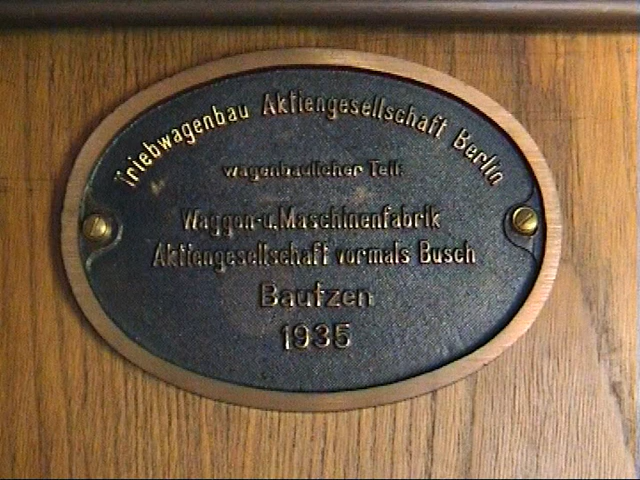 Triebwagenbau Aktiengesellschaft Berlin
wagenbaulicher Teil:
Waggon-u.Maschinenfabrik
Aktiengesellschaft vormals Busch
Bautzen
1935